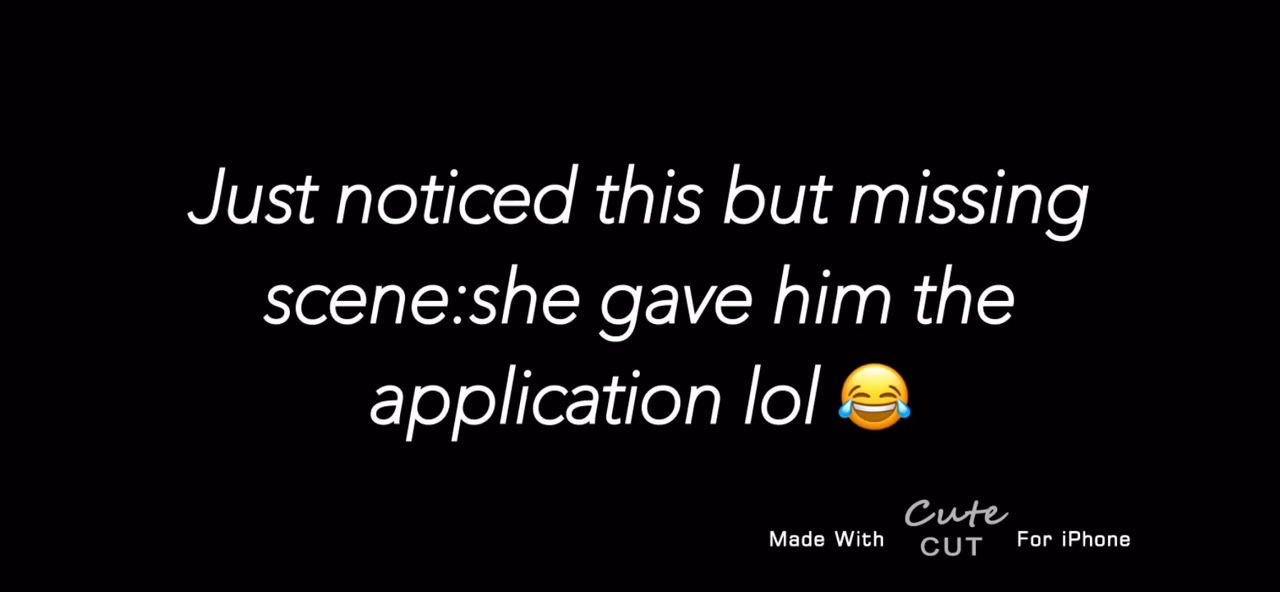 Just noticed this but missing
scene:she gave him the
application lol 😂
Made With Cute CUT For iPhone